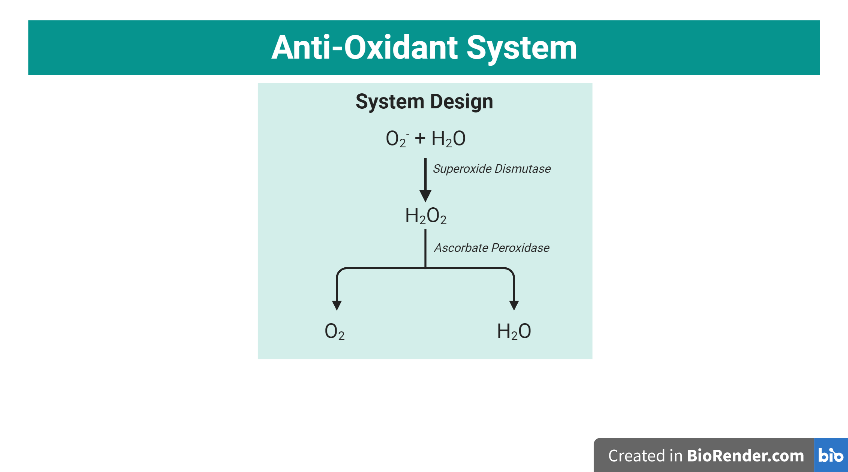 Anti-Oxidant System
System Design
O₂⁻ + H₂O
Superoxide Dismutase
H₂O₂
Ascorbate Peroxidase
O₂ H₂O
Created in BioRender.com bio